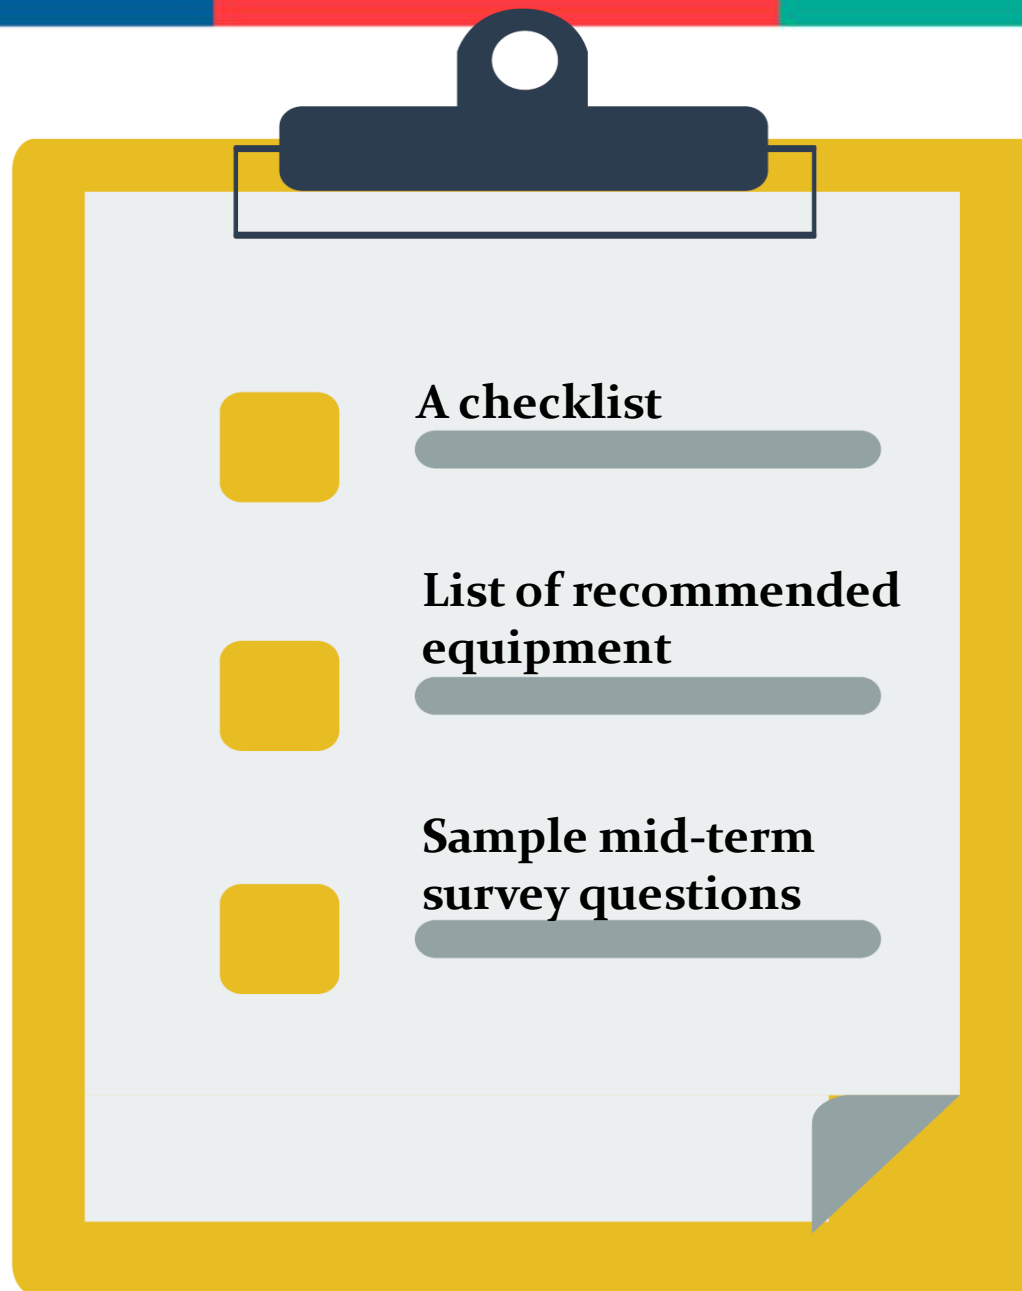 A checklist
List of recommended
equipment
Sample mid-term
survey questions